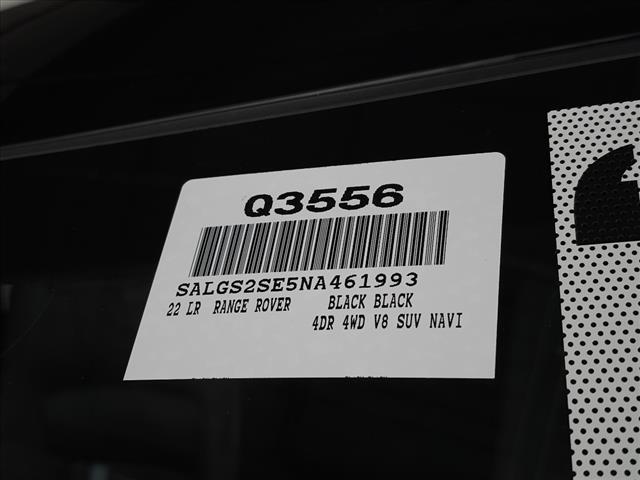 Q3556
SALGS2SE5NA461993
22 LR RANGE ROVER BLACK BLACK
4DR 4WD V8 SUV NAVI